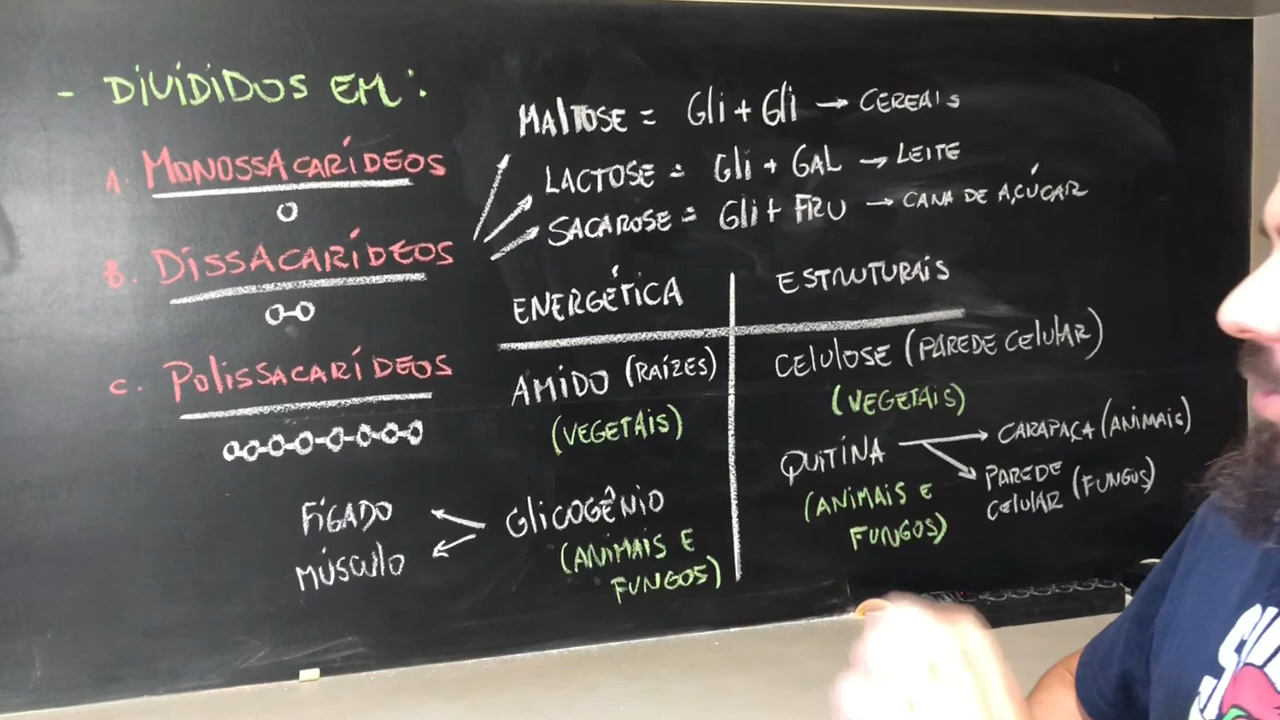 - DIVIDIDOS EM:
A. MONOSSACARÍDEOS
B. DISSACARÍDEOS
MALTOSE = Gli + Gli → CEREAIS
LACTOSE = Gli + GAL → LEITE
SACAROSE = Gli + FRU → CANA DE AÇÚCAR
C. POLISSACARÍDEOS
ENERGÉTICA
AMIDO (RAÍZES)
(VEGETAIS)
GLICOGÊNIO
(ANIMAIS E
FUNGOS)
FÍGADO
MÚSCULO
ESTRUTURAIS
CELULOSE (PAREDE CELULAR)
(VEGETAIS)
QUITINA → CARAPAÇA (ANIMAIS)
PAREDE
CELULAR (FUNGOS)
(ANIMAIS E
FUNGOS)